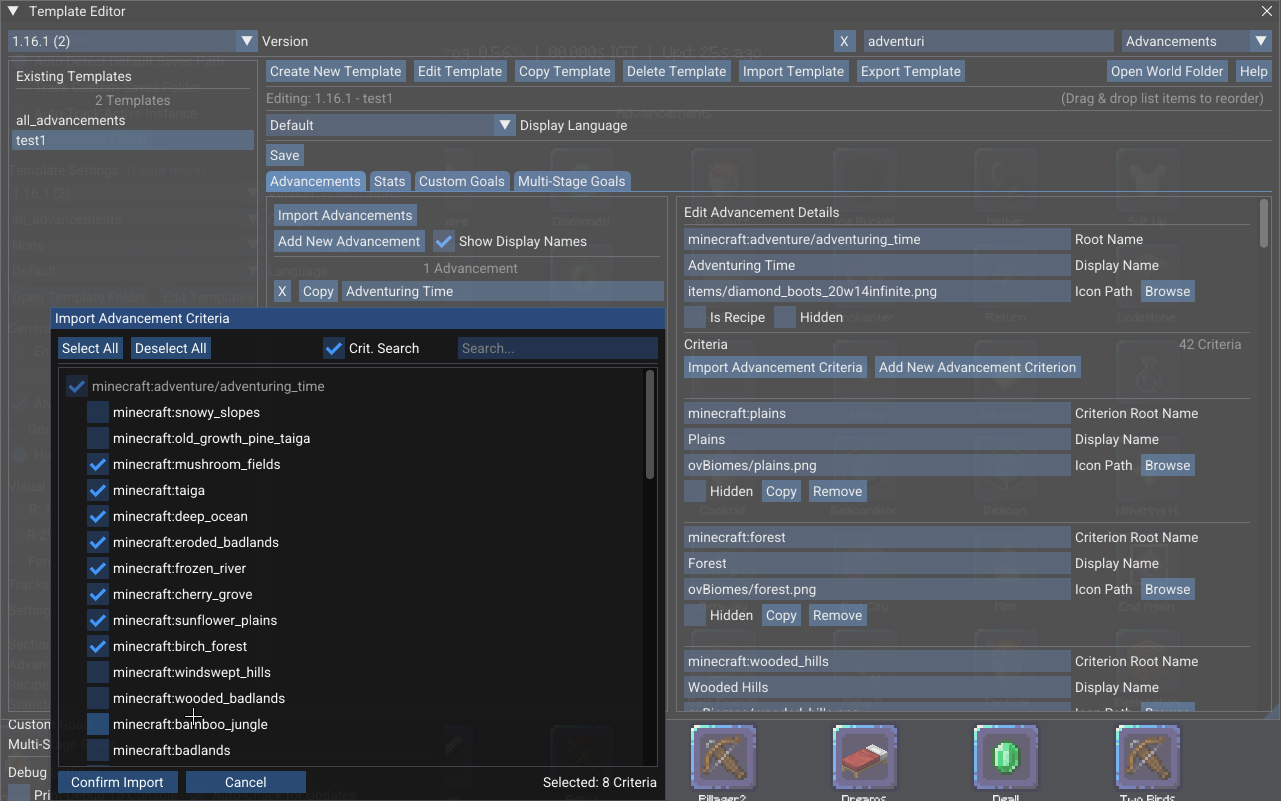 Template Editor
1.16.1 (2)
Version
X
adventuri
Advancements
Existing Templates
2 Templates
all_advancements
test1
Create New Template
Edit Template
Copy Template
Delete Template
Import Template
Export Template
Open World Folder
Help
Editing: 1.16.1 - test1
(Drag & drop list items to reorder)
Default
Display Language
Save
Advancements
Stats
Custom Goals
Multi-Stage Goals
Import Advancements
Add New Advancement
Show Display Names
1 Advancement
X
Copy
Adventuring Time
Edit Advancement Details
minecraft:adventure/adventuring_time
Root Name
Adventuring Time
Display Name
items/diamond_boots_20w14infinite.png
Icon Path
Browse
Is Recipe
Hidden
Criteria
42 Criteria
Import Advancement Criteria
Add New Advancement Criterion
minecraft:plains
Criterion Root Name
Plains
Display Name
ovBiomes/plains.png
Icon Path
Browse
Hidden
Copy
Remove
minecraft:forest
Criterion Root Name
Forest
Display Name
ovBiomes/forest.png
Icon Path
Browse
Hidden
Copy
Remove
minecraft:wooded_hills
Criterion Root Name
Wooded Hills
Display Name
Import Advancement Criteria
Select All
Deselect All
Crit. Search
Search...
minecraft:adventure/adventuring_time
minecraft:snowy_slopes
minecraft:old_growth_pine_taiga
minecraft:mushroom_fields
minecraft:taiga
minecraft:deep_ocean
minecraft:eroded_badlands
minecraft:frozen_river
minecraft:cherry_grove
minecraft:sunflower_plains
minecraft:birch_forest
minecraft:windswept_hills
minecraft:wooded_badlands
minecraft:bamboo_jungle
minecraft:badlands
Confirm Import
Cancel
Selected: 8 Criteria
Custom
Multi-S
Debug
Pillager?
Dreams
Deal!
Two Birds